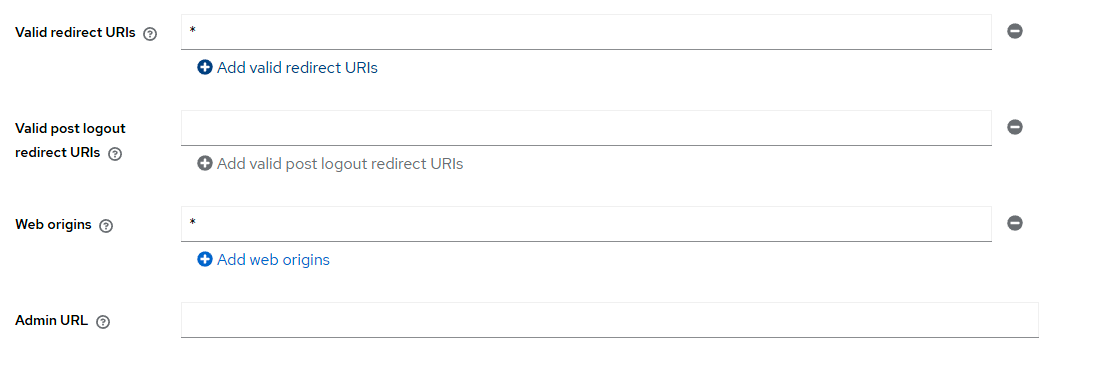 Valid redirect URIs
*
Add valid redirect URIs
Valid post logout
redirect URIs
Add valid post logout redirect URIs
Web origins
*
Add web origins
Admin URL